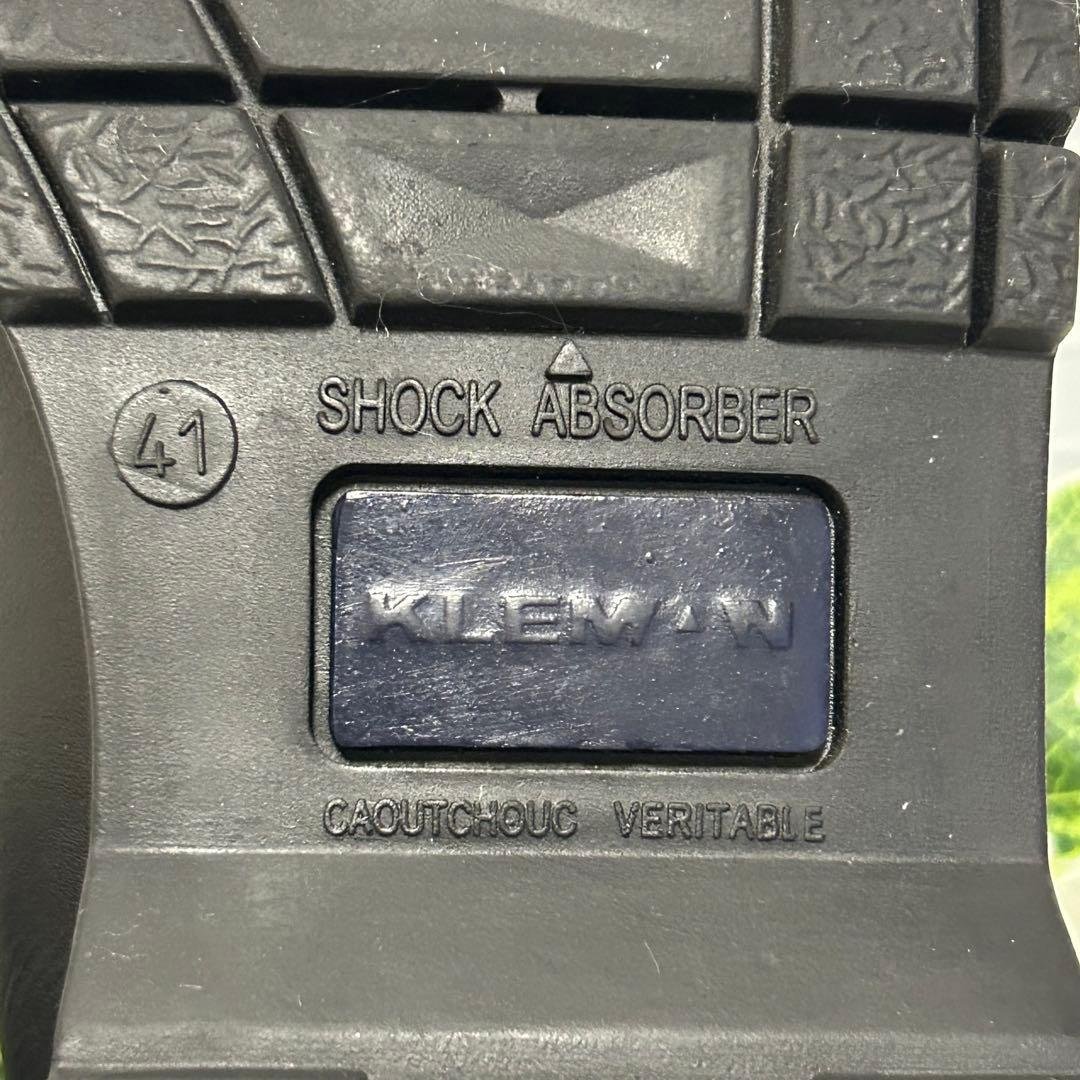 SHOCK ABSORBER
41
KLEMAN
CAOUTCHOUC VERITABLE